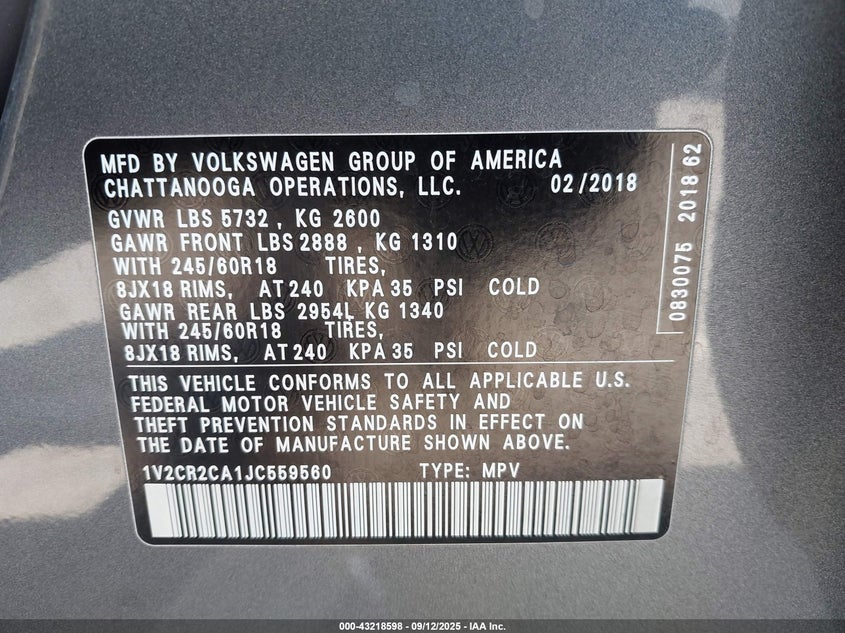 MFD BY VOLKSWAGEN GROUP OF AMERICA
CHATTANOOGA OPERATIONS, LLC. 02/2018
GVWR LBS 5732 , KG 2600
GAWR FRONT LBS 2888 , KG 1310
WITH 245/60R18 TIRES,
8JX18 RIMS, AT 240 KPA 35 PSI COLD
GAWR REAR LBS 2954L KG 1340
WITH 245/60R18 TIRES,
8JX18 RIMS, AT 240 KPA 35 PSI COLD
THIS VEHICLE CONFORMS TO ALL APPLICABLE U.S.
FEDERAL MOTOR VEHICLE SAFETY AND
THEFT PREVENTION STANDARDS IN EFFECT ON
THE DATE OF MANUFACTURE SHOWN ABOVE.
1V2CR2CA1JC559560 TYPE: MPV
0830075 2018 62
000-43218598 - 09/12/2025 - IAA Inc.